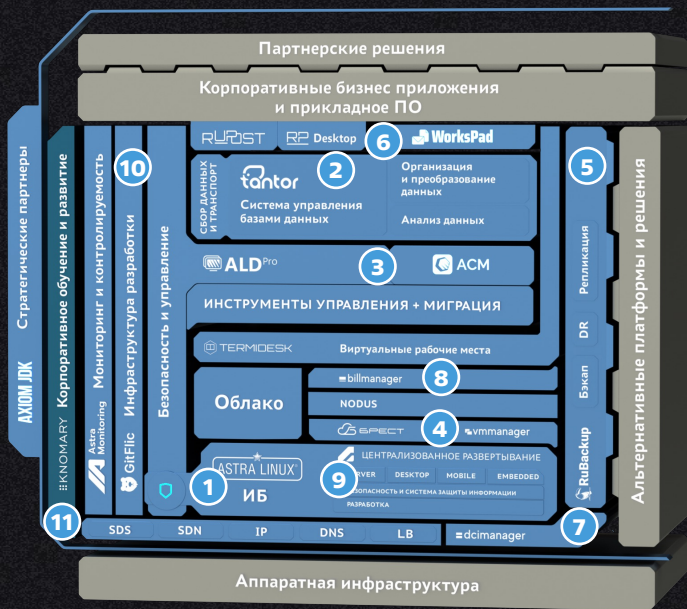 Партнерские решения
Корпоративные бизнес приложения
и прикладное ПО
Стратегические партнеры
AXIOM JDK
Корпоративное обучение и развитие
KNOMARY
11
Мониторинг и контролируемость
Astra
Monitoring
10
Инфраструктура разработки
GitFlic
Безопасность и управление
RUPOST
RP Desktop
6
WorksPad
СБОР ДАННЫХ
И ТРАНСПОРТ
tantor
2
Система управления
базами данных
Организация
и преобразование
данных
Анализ данных
ALD Pro
3
ACM
ИНСТРУМЕНТЫ УПРАВЛЕНИЯ + МИГРАЦИЯ
TERMIDESK
Виртуальные рабочие места
Облако
billmanager
8
NODUS
БРЕСТ
4
vmmanager
1
ASTRA LINUX®
ИБ
9
ЦЕНТРАЛИЗОВАННОЕ РАЗВЕРТЫВАНИЕ
DESKTOP
MOBILE
EMBEDDED
И СИСТЕМА ЗАЩИТЫ ИНФОРМАЦИИ
РАЗРАБОТКА
5
Репликация
DR
Бэкап
RuBackup
7
Альтернативные платформы и решения
SDS
SDN
IP
DNS
LB
dcimanager
Аппаратная инфраструктура